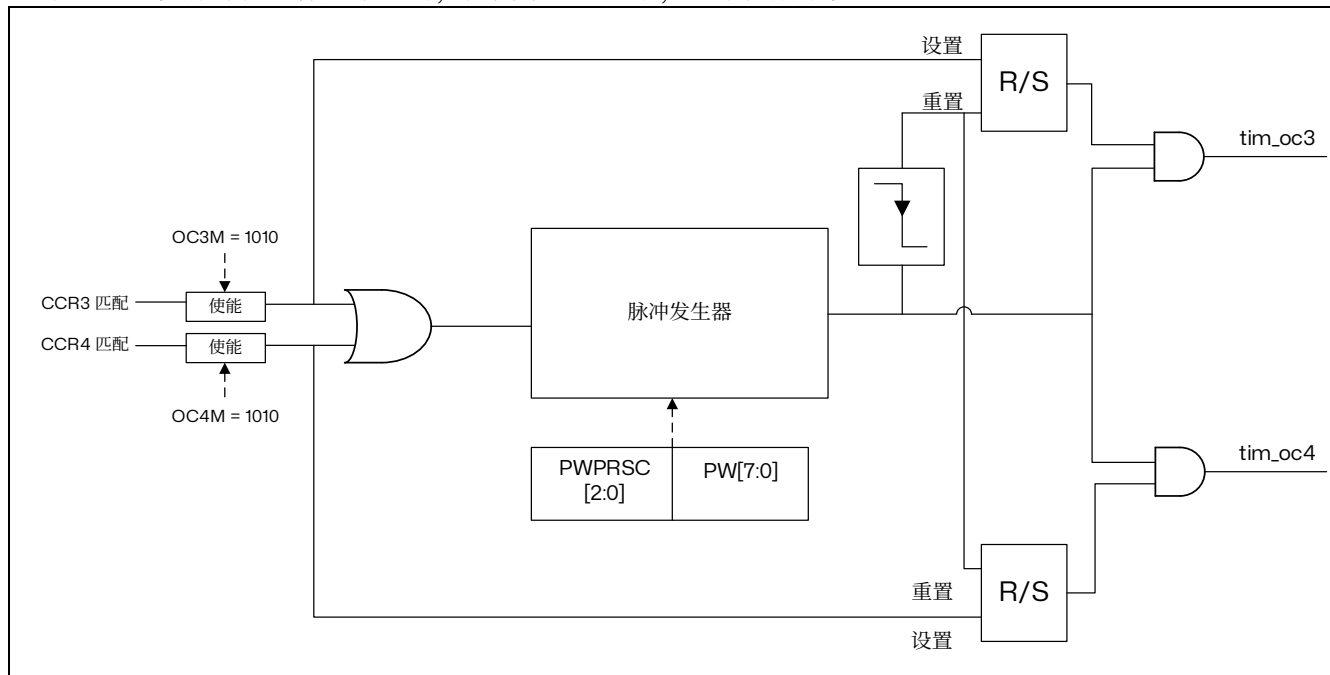 设置
R/S
重置
tim_oc3
OC3M = 1010
CCR3 匹配
使能
脉冲发生器
CCR4 匹配
使能
OC4M = 1010
tim_oc4
PWPRSC
[2:0]
PW[7:0]
重置
R/S
设置